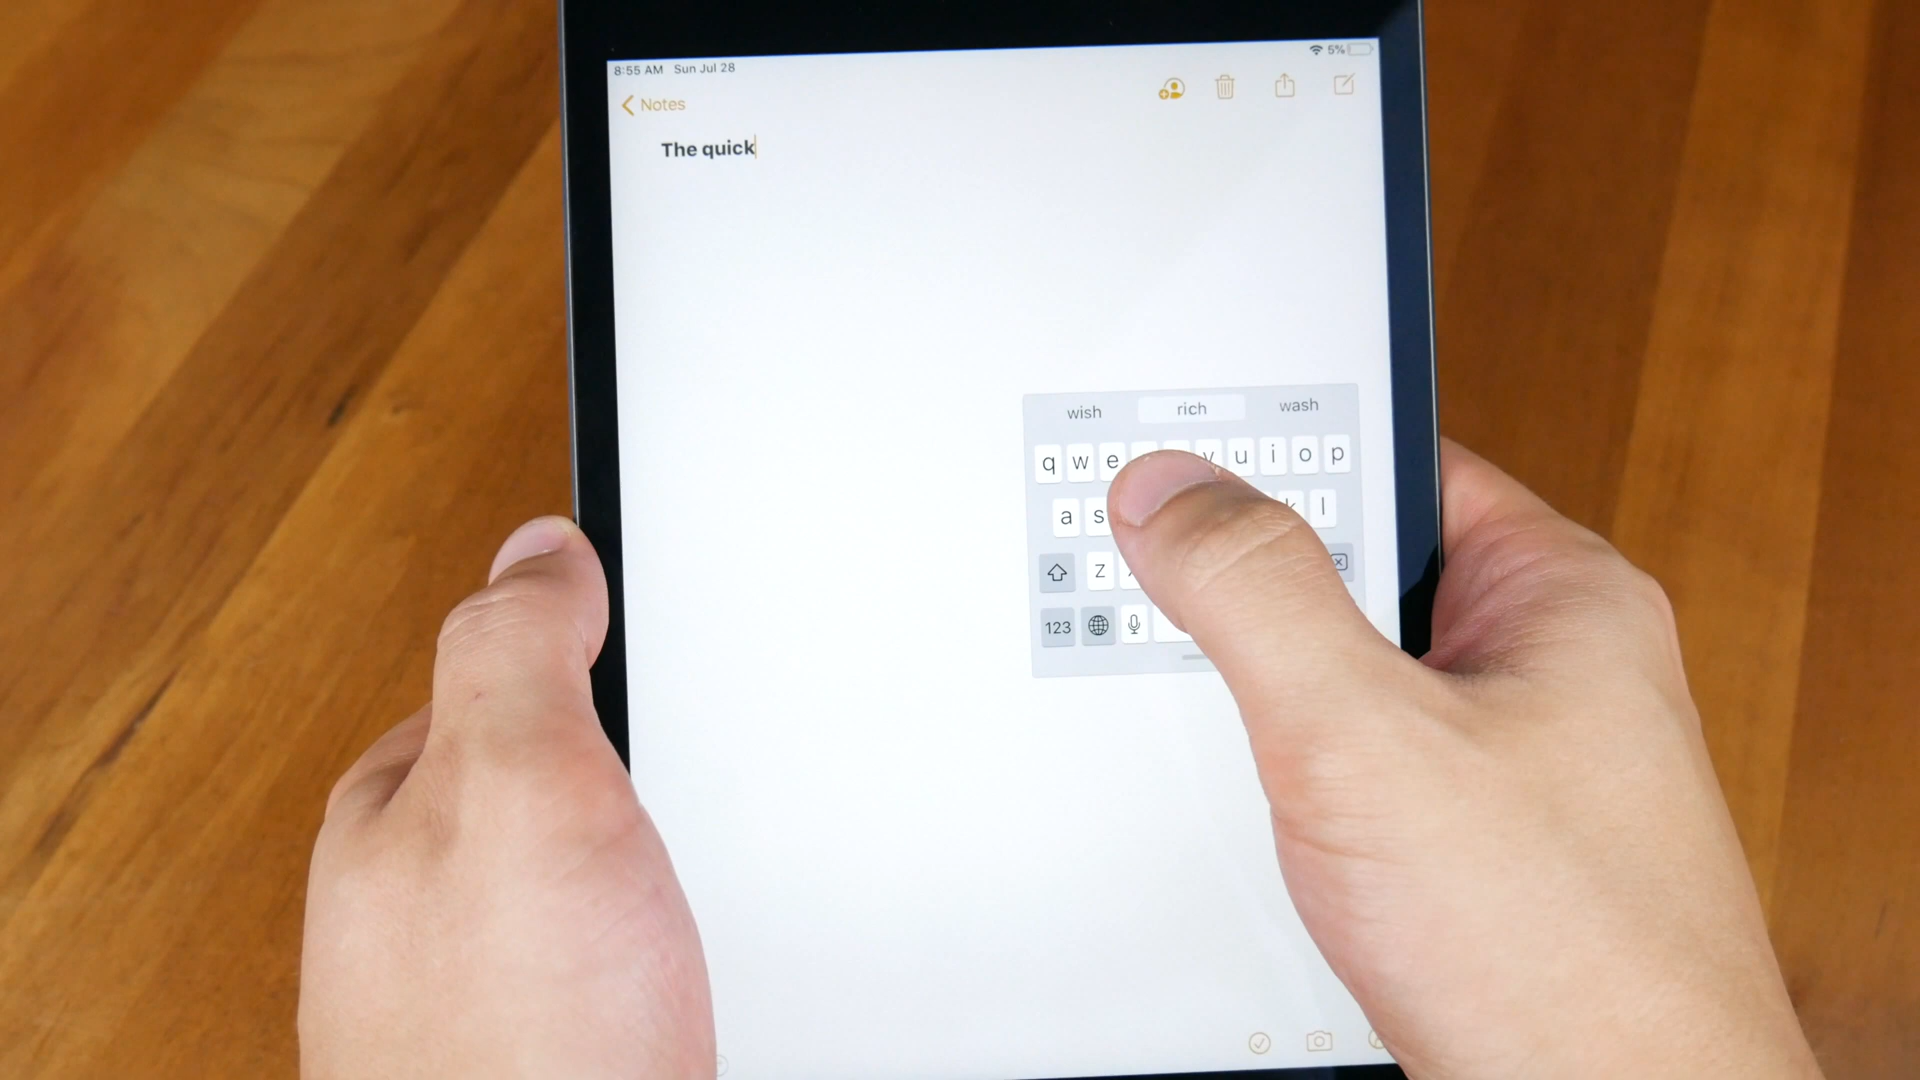 8:55 AM Sun Jul 28
5%
Notes
The quick
wish rich wash
q w e y u i o p
a s k l
z
123